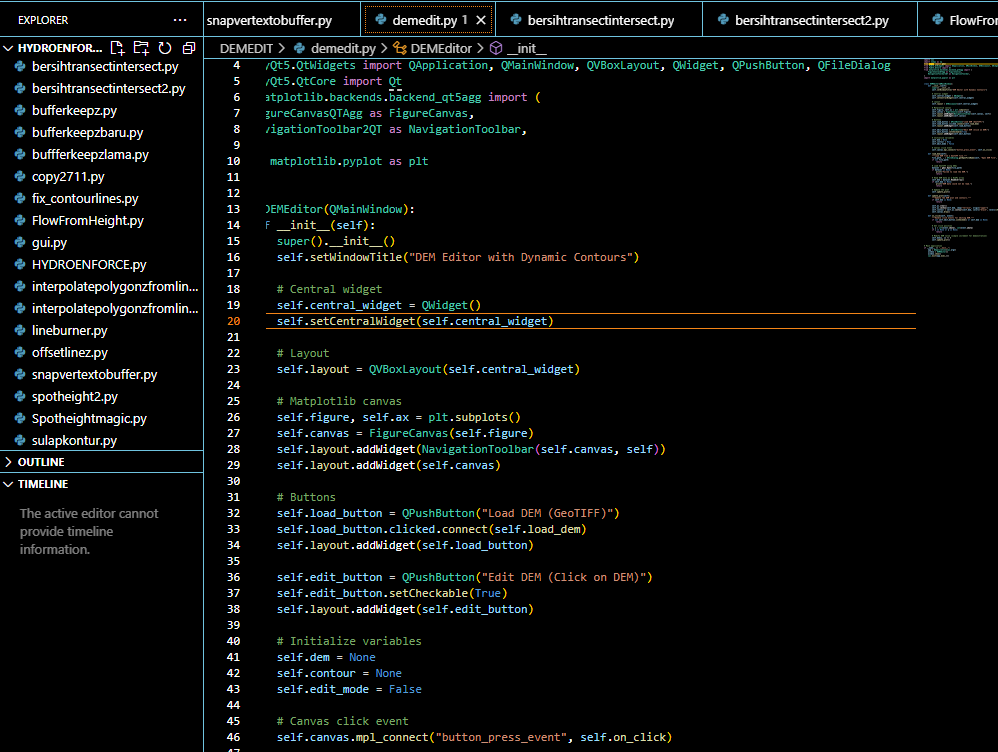 EXPLORER ...
HYDROENFOR...
bersihtransectintersect.py
bersihtransectintersect2.py
bufferkeepz.py
bufferkeepzbaru.py
buffferkeepzlama.py
copy2711.py
fix_contourlines.py
FlowFromHeight.py
gui.py
HYDROENFORCE.py
interpolatepolygonzfromlin...
interpolatepolygonzfromlin...
lineburner.py
offsetlinez.py
snapvertextobuffer.py
spotheight2.py
Spotheightmagic.py
sulapkontur.py
OUTLINE
TIMELINE
The active editor cannot
provide timeline
information.
snapvertextobuffer.py demedit.py 1 × bersihtransectintersect.py bersihtransectintersect2.py FlowFror
DEMEDIT > demedit.py > DEMEditor > __init__
4 yQt5.QtWidgets import QApplication, QMainWindow, QVBoxLayout, QWidget, QPushButton, QFileDialog
5 yQt5.QtCore import Qt
6 atplotlib.backends.backend_qt5agg import (
7 gureCanvasQTAgg as FigureCanvas,
8 vigationToolbar2QT as NavigationToolbar,
9
10 matplotlib.pyplot as plt
11
12
13 DEMEditor(QMainWindow):
14 f __init__(self):
15 super().__init__()
16 self.setWindowTitle("DEM Editor with Dynamic Contours")
17
18 # Central widget
19 self.central_widget = QWidget()
20 self.setCentralWidget(self.central_widget)
21
22 # Layout
23 self.layout = QVBoxLayout(self.central_widget)
24
25 # Matplotlib canvas
26 self.figure, self.ax = plt.subplots()
27 self.canvas = FigureCanvas(self.figure)
28 self.layout.addWidget(NavigationToolbar(self.canvas, self))
29 self.layout.addWidget(self.canvas)
30
31 # Buttons
32 self.load_button = QPushButton("Load DEM (GeoTIFF)")
33 self.load_button.clicked.connect(self.load_dem)
34 self.layout.addWidget(self.load_button)
35
36 self.edit_button = QPushButton("Edit DEM (Click on DEM)")
37 self.edit_button.setCheckable(True)
38 self.layout.addWidget(self.edit_button)
39
40 # Initialize variables
41 self.dem = None
42 self.contour = None
43 self.edit_mode = False
44
45 # Canvas click event
46 self.canvas.mpl_connect("button_press_event", self.on_click)
47